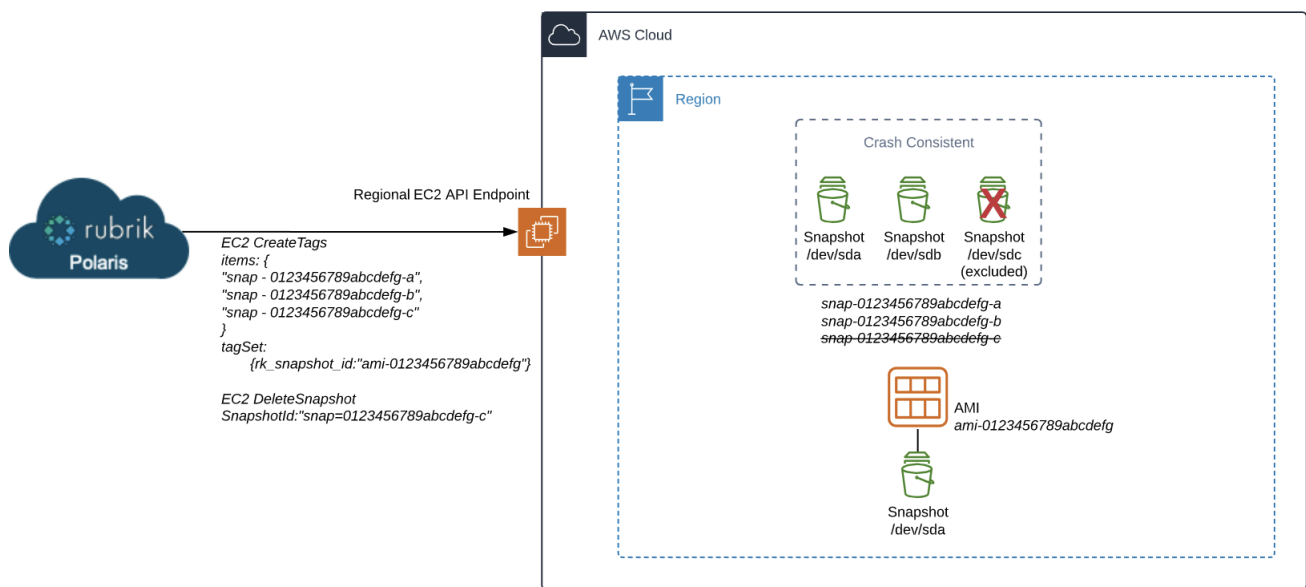 AWS Cloud
Region
Crash Consistent
rubrik
Polaris
Regional EC2 API Endpoint
EC2 CreateTags
items: {
"snap - 0123456789abcdefg-a",
"snap - 0123456789abcdefg-b",
"snap - 0123456789abcdefg-c"
}
tagSet:
{rk_snapshot_id:"ami-0123456789abcdefg"}
EC2 DeleteSnapshot
SnapshotId:"snap=0123456789abcdefg-c"
Snapshot
/dev/sda
Snapshot
/dev/sdb
Snapshot
/dev/sdc
(excluded)
snap-0123456789abcdefg-a
snap-0123456789abcdefg-b
snap-0123456789abcdefg-c
AMI
ami-0123456789abcdefg
Snapshot
/dev/sda